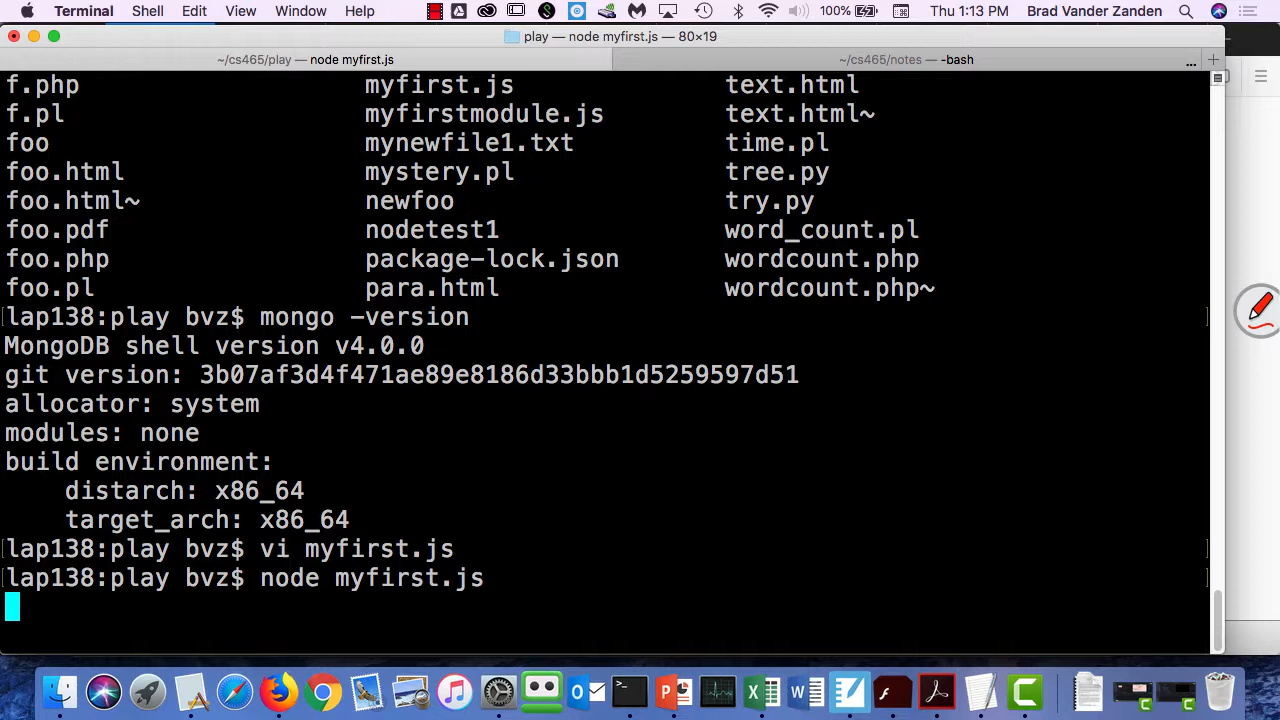 Terminal Shell Edit View Window Help 100% Thu 1:13 PM Brad Vander Zanden
play — node myfirst.js — 80×19
~/cs465/play — node myfirst.js ~/cs465/notes — -bash ... +
f.php myfirst.js text.html
f.pl myfirstmodule.js text.html~
foo mynewfile1.txt time.pl
foo.html mystery.pl tree.py
foo.html~ newfoo try.py
foo.pdf nodetest1 word_count.pl
foo.php package-lock.json wordcount.php
foo.pl para.html wordcount.php~
[lap138:play bvz$ mongo -version ]
MongoDB shell version v4.0.0
git version: 3b07af3d4f471ae89e8186d33bbb1d5259597d51
allocator: system
modules: none
build environment:
    distarch: x86_64
    target_arch: x86_64
[lap138:play bvz$ vi myfirst.js ]
[lap138:play bvz$ node myfirst.js ]